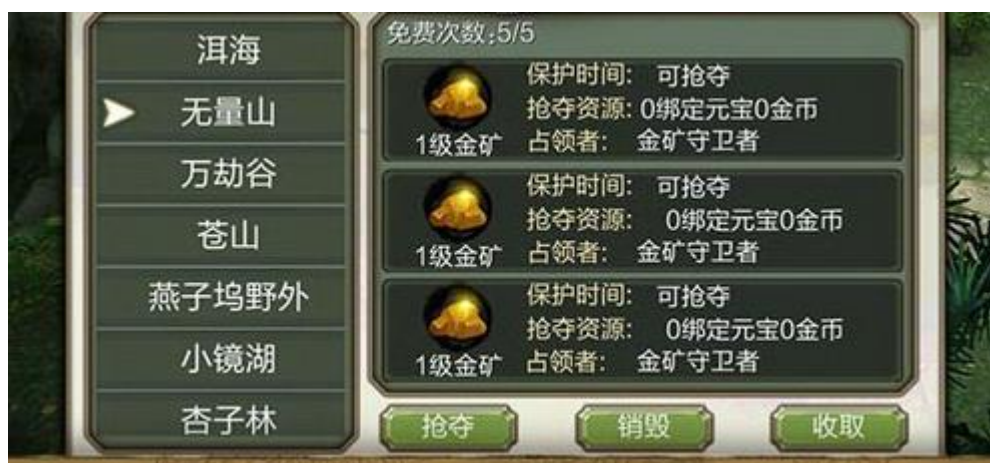 洱海
无量山
万劫谷
苍山
燕子坞野外
小镜湖
杏子林
免费次数:5/5
保护时间: 可抢夺
抢夺资源: 0绑定元宝0金币
1级金矿 占领者: 金矿守卫者
保护时间: 可抢夺
抢夺资源: 0绑定元宝0金币
1级金矿 占领者: 金矿守卫者
保护时间: 可抢夺
抢夺资源: 0绑定元宝0金币
1级金矿 占领者: 金矿守卫者
抢夺 销毁 收取